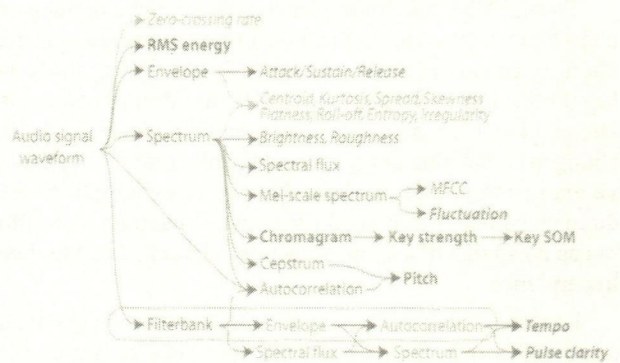 Zero-crossing rate
RMS energy
Envelope Attack/Sustain/Release
Centroid, Kurtosis, Spread, Skewness
Flatness, Roll-off, Entropy, Irregularity
Audio signal
waveform
Spectrum Brightness, Roughness
Spectral flux
Mel-scale spectrum MFCC
Fluctuation
Chromagram Key strength Key SOM
Cepstrum
Pitch
Autocorrelation
Filterbank Envelope Autocorrelation Tempo
Spectral flux Spectrum Pulse clarity